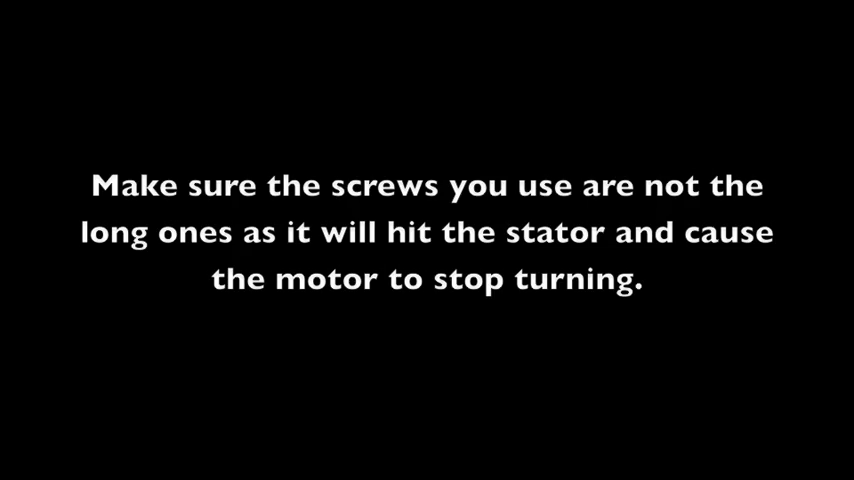 Make sure the screws you use are not the
long ones as it will hit the stator and cause
the motor to stop turning.